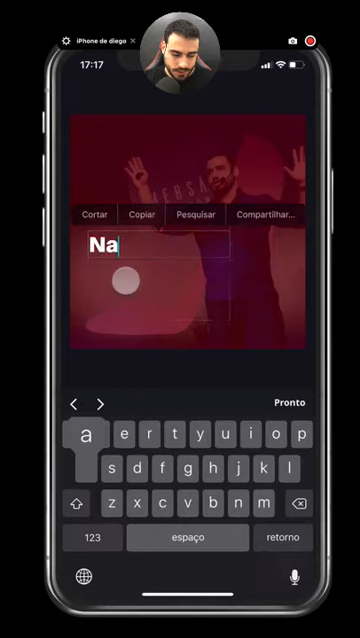 iPhone de diego
17:17
Cortar Copiar Pesquisar Compartilhar...
Na
Pronto
a e r t y u i o p
s d f g h j k l
z x c v b n m
123 espaço retorno